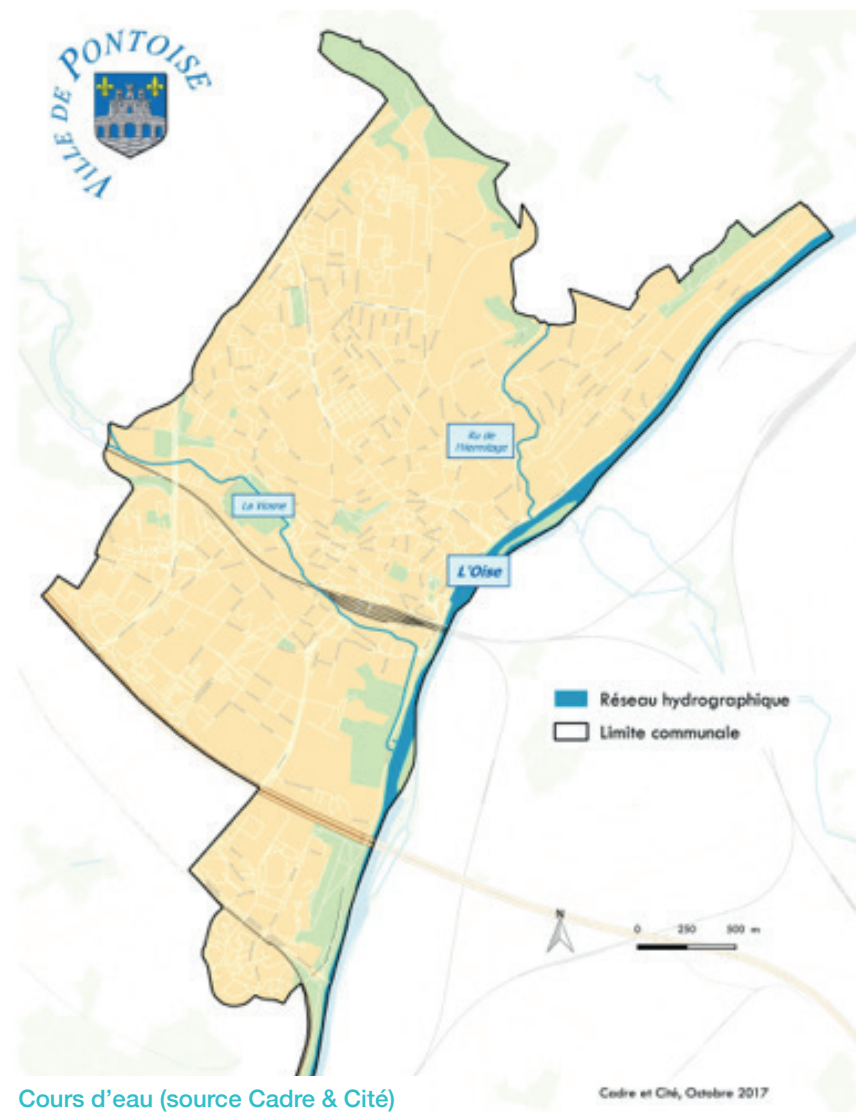 VILLE DE PONTOISE
Ru de
l'Hermitage
La Viosne
L'Oise
Réseau hydrographique
Limite communale
N
0 250 500 m
Cours d'eau (source Cadre & Cité)
Cadre et Cité, Octobre 2017